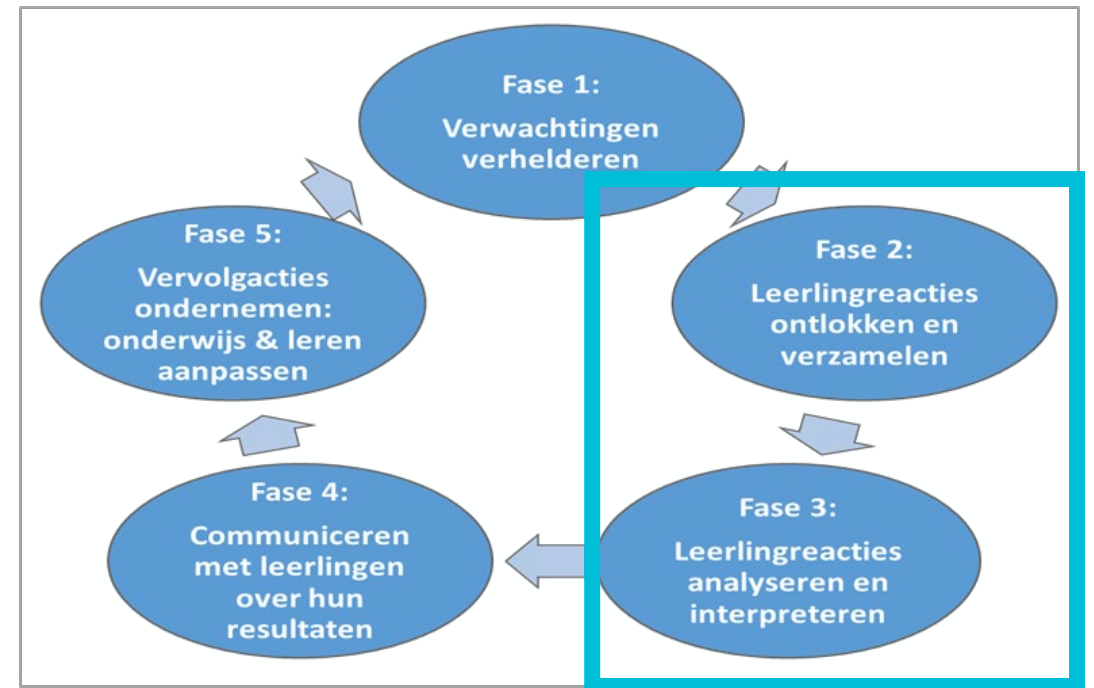 Fase 1:
Verwachtingen
verhelderen
Fase 2:
Leerlingreacties
ontlokken en
verzamelen
Fase 3:
Leerlingreacties
analyseren en
interpreteren
Fase 4:
Communiceren
met leerlingen
over hun
resultaten
Fase 5:
Vervolgacties
ondernemen:
onderwijs & leren
aanpassen